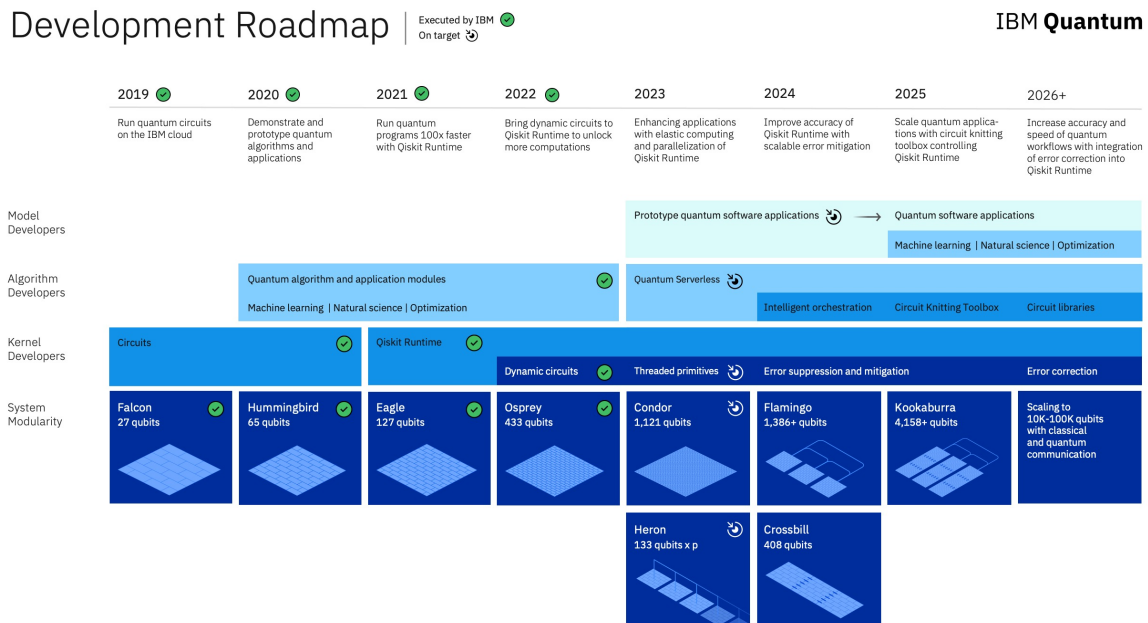 Development Roadmap
Executed by IBM
On target
IBM Quantum
2019
2020
2021
2022
2023
2024
2025
2026+
Run quantum circuits
on the IBM cloud
Demonstrate and
prototype quantum
algorithms and
applications
Run quantum
programs 100x faster
with Qiskit Runtime
Bring dynamic circuits to
Qiskit Runtime to unlock
more computations
Enhancing applications
with elastic computing
and parallelization of
Qiskit Runtime
Improve accuracy of
Qiskit Runtime with
scalable error mitigation
Scale quantum applica-
tions with circuit knitting
toolbox controlling
Qiskit Runtime
Increase accuracy and
speed of quantum
workflows with integration
of error correction into
Qiskit Runtime
Model
Developers
Prototype quantum software applications
Quantum software applications
Machine learning | Natural science | Optimization
Algorithm
Developers
Quantum algorithm and application modules
Machine learning | Natural science | Optimization
Quantum Serverless
Intelligent orchestration
Circuit Knitting Toolbox
Circuit libraries
Kernel
Developers
Circuits
Qiskit Runtime
Dynamic circuits
Threaded primitives
Error suppression and mitigation
Error correction
System
Modularity
Falcon
27 qubits
Hummingbird
65 qubits
Eagle
127 qubits
Osprey
433 qubits
Condor
1,121 qubits
Flamingo
1,386+ qubits
Kookaburra
4,158+ qubits
Scaling to
10K-100K qubits
with classical
and quantum
communication
Heron
133 qubits x p
Crossbill
408 qubits